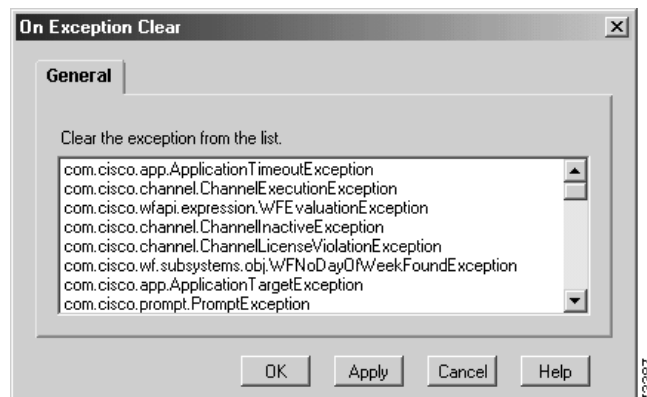 On Exception Clear
General
Clear the exception from the list.
com.cisco.app.ApplicationTimeoutException
com.cisco.channel.ChannelExecutionException
com.cisco.wfapi.expression.WFEvaluationException
com.cisco.channel.ChannelInactiveException
com.cisco.channel.ChannelLicenseViolationException
com.cisco.wf.subsystems.obj.WFNoDayOfWeekFoundException
com.cisco.app.ApplicationTargetException
com.cisco.prompt.PromptException
OK Apply Cancel Help